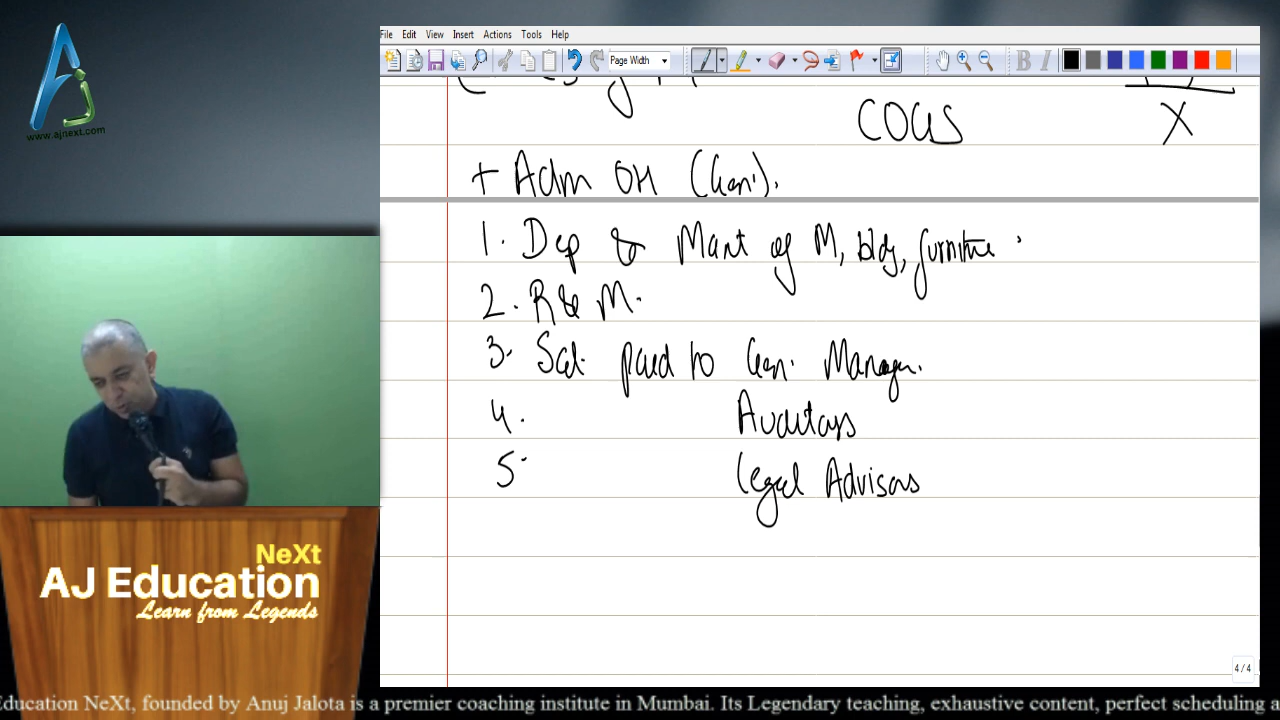 File Edit View Insert Actions Tools Help
Page Width
B I
www.ajnext.com
COGS X
+ Adm OH (Gen).
1. Dep & Maint of M, bldg, furniture.
2. R & M.
3. Sal. paid to Gen. Manager.
4. Auditors
5. Legal Advisors
NeXt
AJ Education
Learn from Legends
4/4
Education NeXt, founded by Anuj Jalota is a premier coaching institute in Mumbai. Its Legendary teaching, exhaustive content, perfect scheduling a